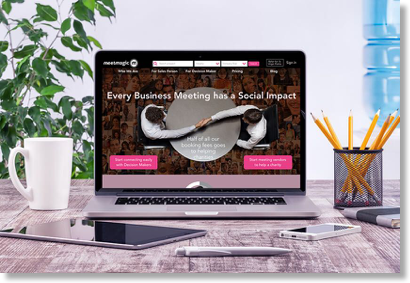 meetmagic
Sign in
Who We Are For Sales Person For Decision Maker Pricing Blog
Every Business Meeting has a Social Impact
Half of all our
booking fees goes
to helping
Start connecting easily
with Decision Makers
Start meeting vendors
to help a charity